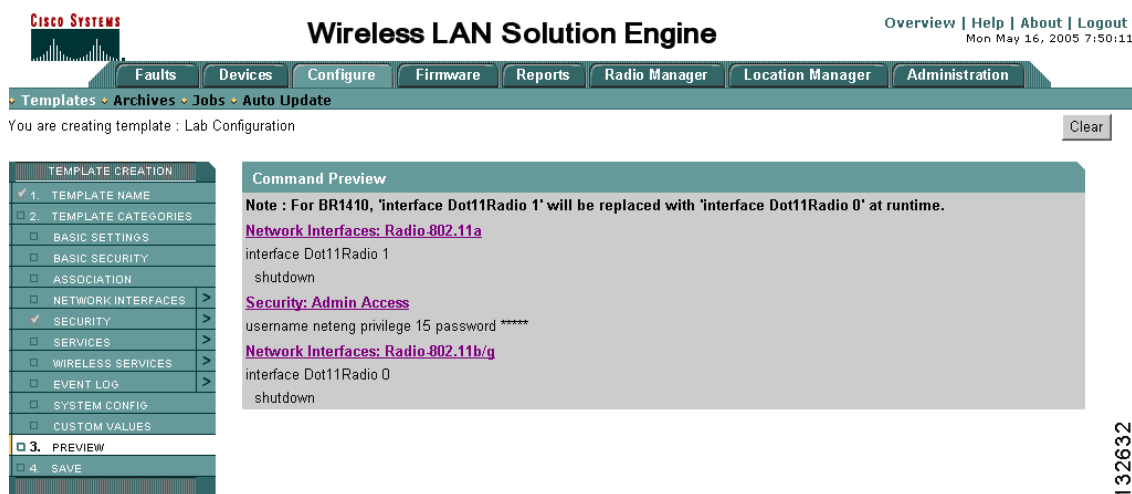 CISCO SYSTEMS
Wireless LAN Solution Engine
Overview | Help | About | Logout
Mon May 16, 2005 7:50:11
Faults Devices Configure Firmware Reports Radio Manager Location Manager Administration
Templates Archives Jobs Auto Update
You are creating template : Lab Configuration
Clear
TEMPLATE CREATION
1. TEMPLATE NAME
2. TEMPLATE CATEGORIES
BASIC SETTINGS
BASIC SECURITY
ASSOCIATION
NETWORK INTERFACES >
SECURITY >
SERVICES >
WIRELESS SERVICES >
EVENT LOG >
SYSTEM CONFIG
CUSTOM VALUES
3. PREVIEW
4. SAVE
Command Preview
Note : For BR1410, 'interface Dot11Radio 1' will be replaced with 'interface Dot11Radio 0' at runtime.
Network Interfaces: Radio-802.11a
interface Dot11Radio 1
shutdown
Security: Admin Access
username neteng privilege 15 password *****
Network Interfaces: Radio-802.11b/g
interface Dot11Radio 0
shutdown
132632